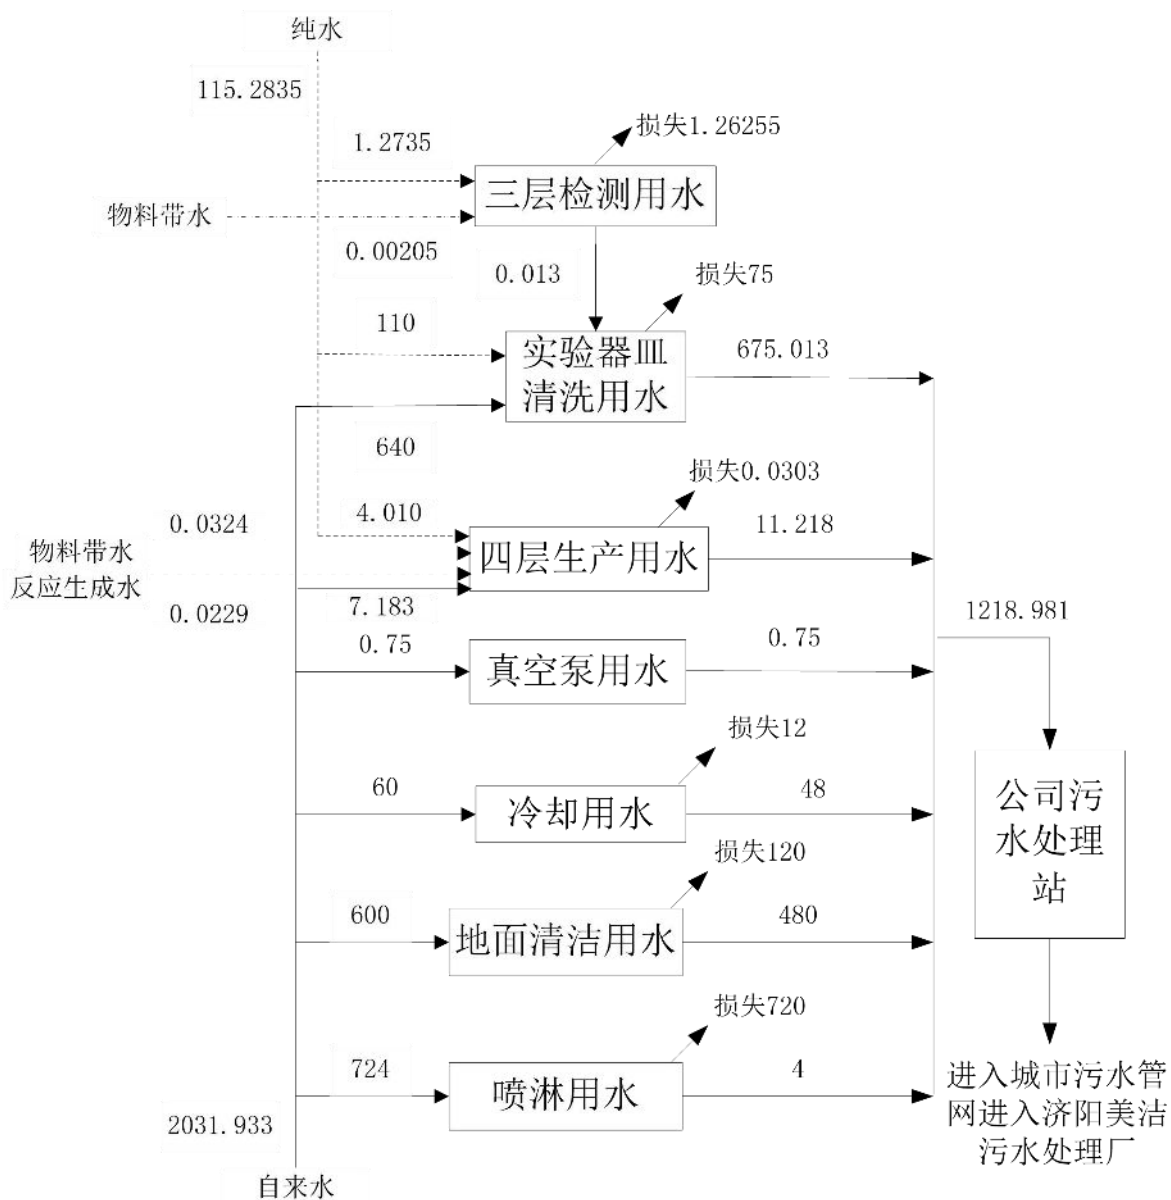 纯水
115.2835
损失1.26255
1.2735
三层检测用水
物料带水
0.00205
0.013
损失75
110
实验器皿
清洗用水
675.013
640
损失0.0303
4.010
0.0324
11.218
物料带水
反应生成水
四层生产用水
0.0229
7.183
1218.981
0.75
真空泵用水
0.75
损失12
60
冷却用水
48
公司污
水处理
站
损失120
600
地面清洁用水
480
损失720
724
喷淋用水
4
进入城市污水管
网进入济阳美洁
污水处理厂
2031.933
自来水